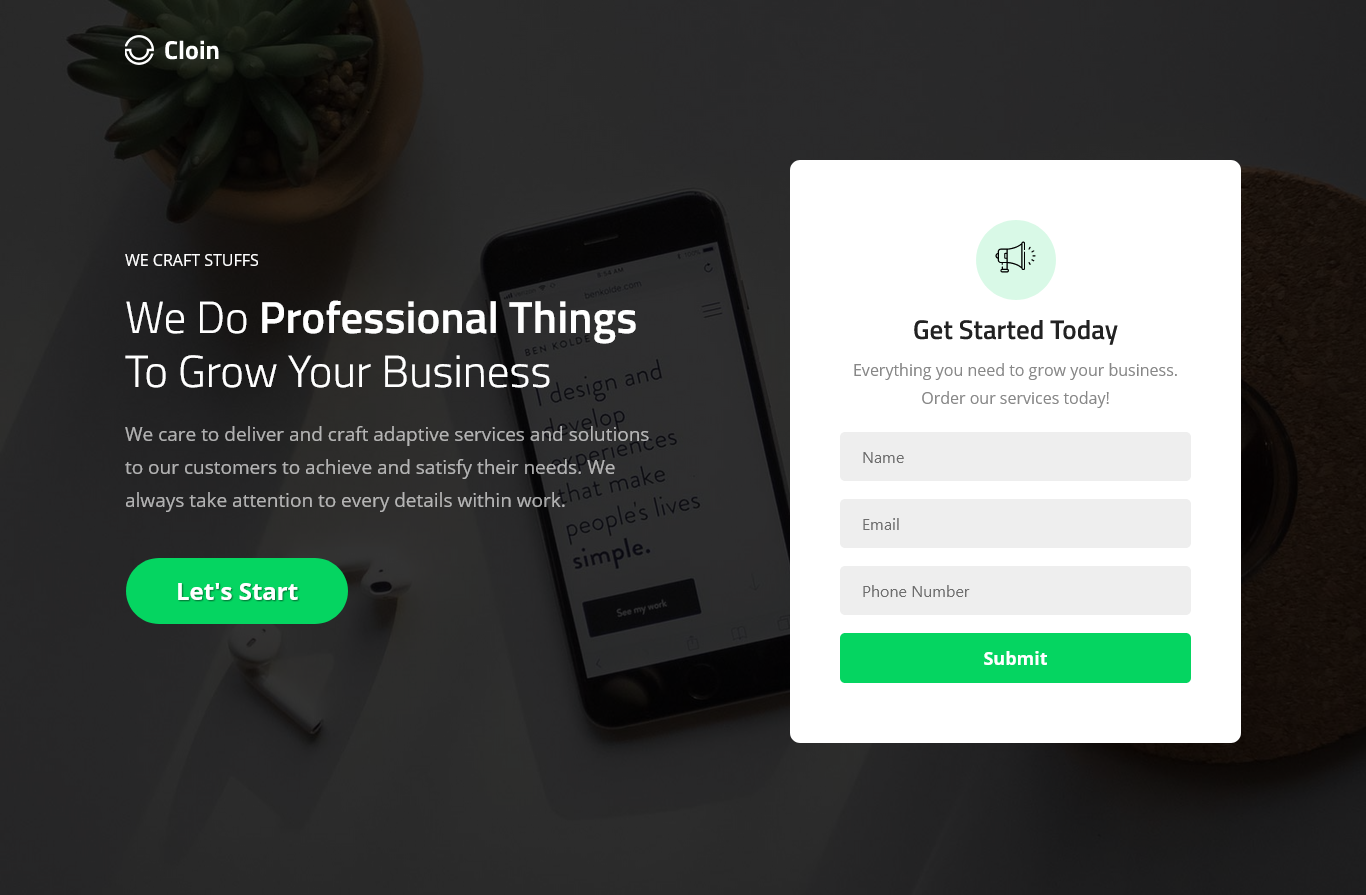 Cloin
WE CRAFT STUFFS
We Do Professional Things
To Grow Your Business
We care to deliver and craft adaptive services and solutions
to our customers to achieve and satisfy their needs. We
always take attention to every details within work.
Let's Start
8:58 AM
benkolde.com
BEN KOLDE
I design and
develop
experiences
that make
people's lives
simple.
See my work
Get Started Today
Everything you need to grow your business.
Order our services today!
Name
Email
Phone Number
Submit